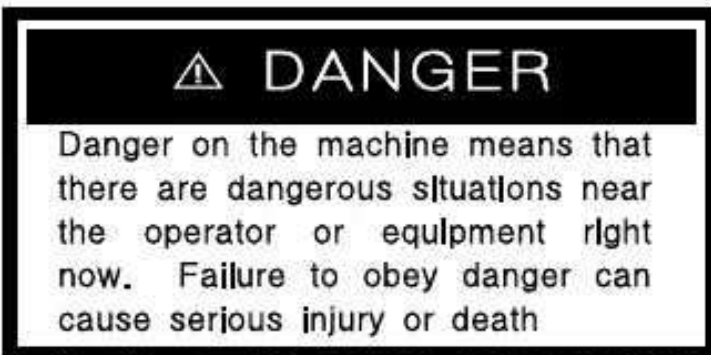 DANGER
Danger on the machine means that
there are dangerous situations near
the operator or equipment right
now. Failure to obey danger can
cause serious injury or death